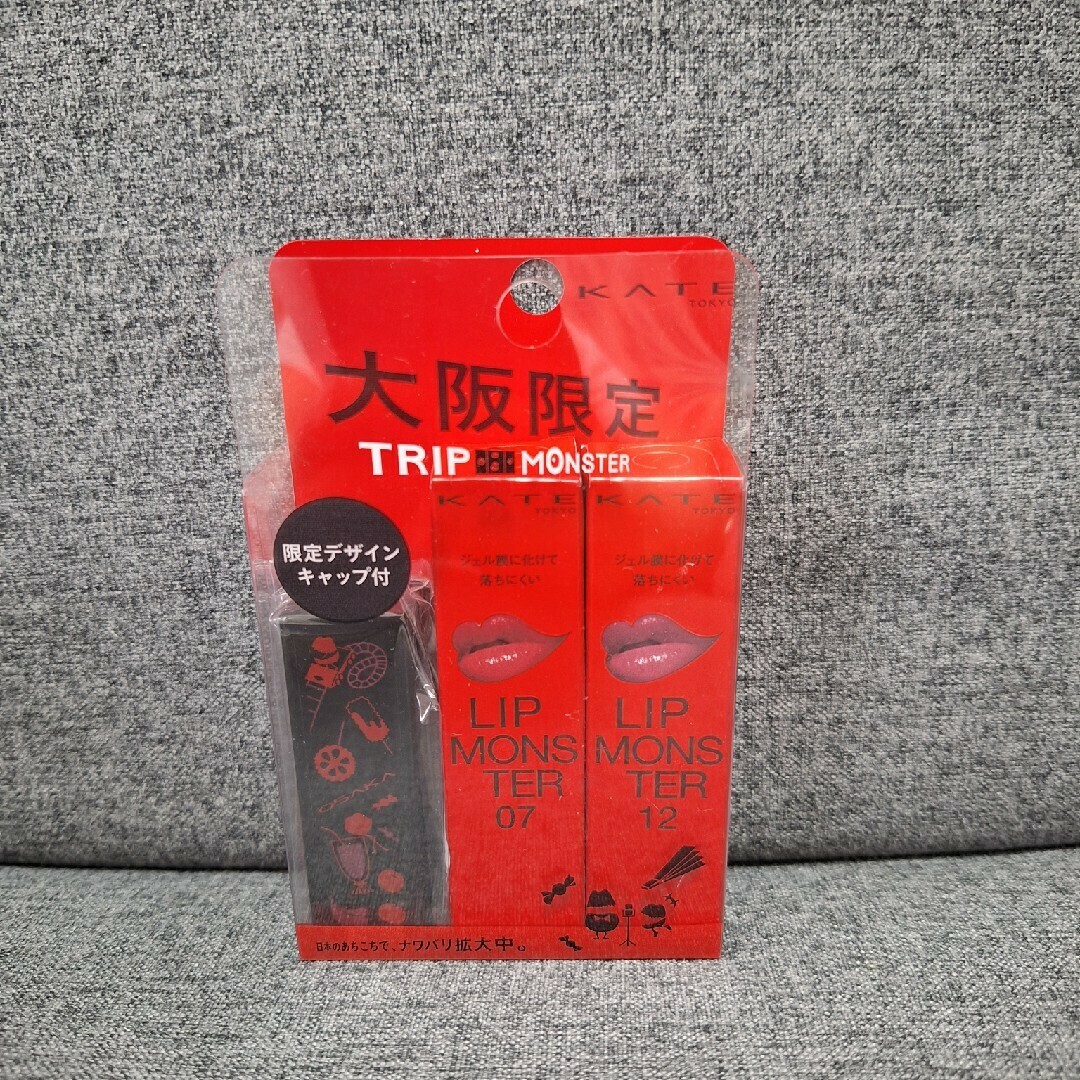 KATE
TOKYO
大阪限定
TRIP MONSTER
限定デザイン
キャップ付
OSAKA
KATE
TOKYO
ジェル膜に化けて
落ちにくい
LIP
MONS
TER
07
KATE
TOKYO
ジェル膜に化けて
落ちにくい
LIP
MONS
TER
12
日本のあちこちで、ナワバリ拡大中。